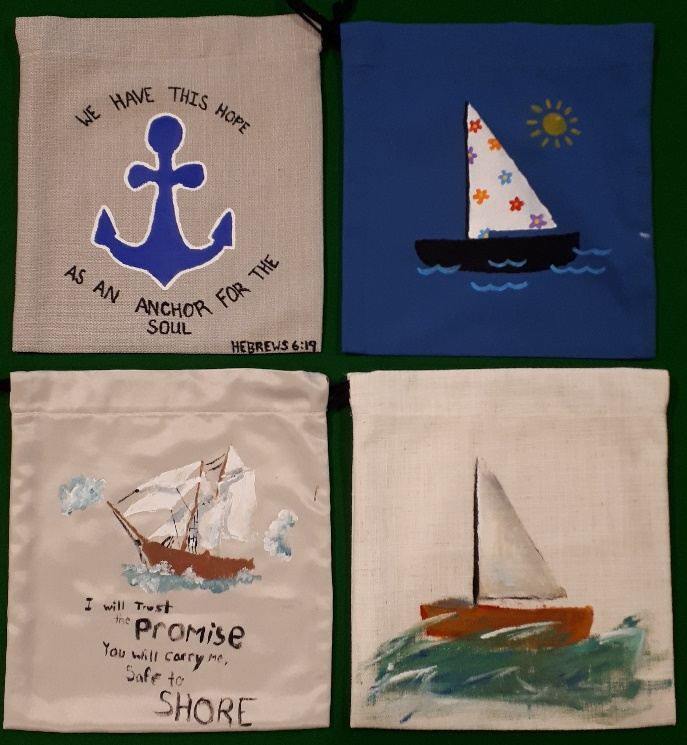 WE HAVE THIS HOPE
AS AN ANCHOR FOR THE
SOUL
HEBREWS 6:19
I will Trust
the PROMISE
You will carry me,
Safe to
SHORE